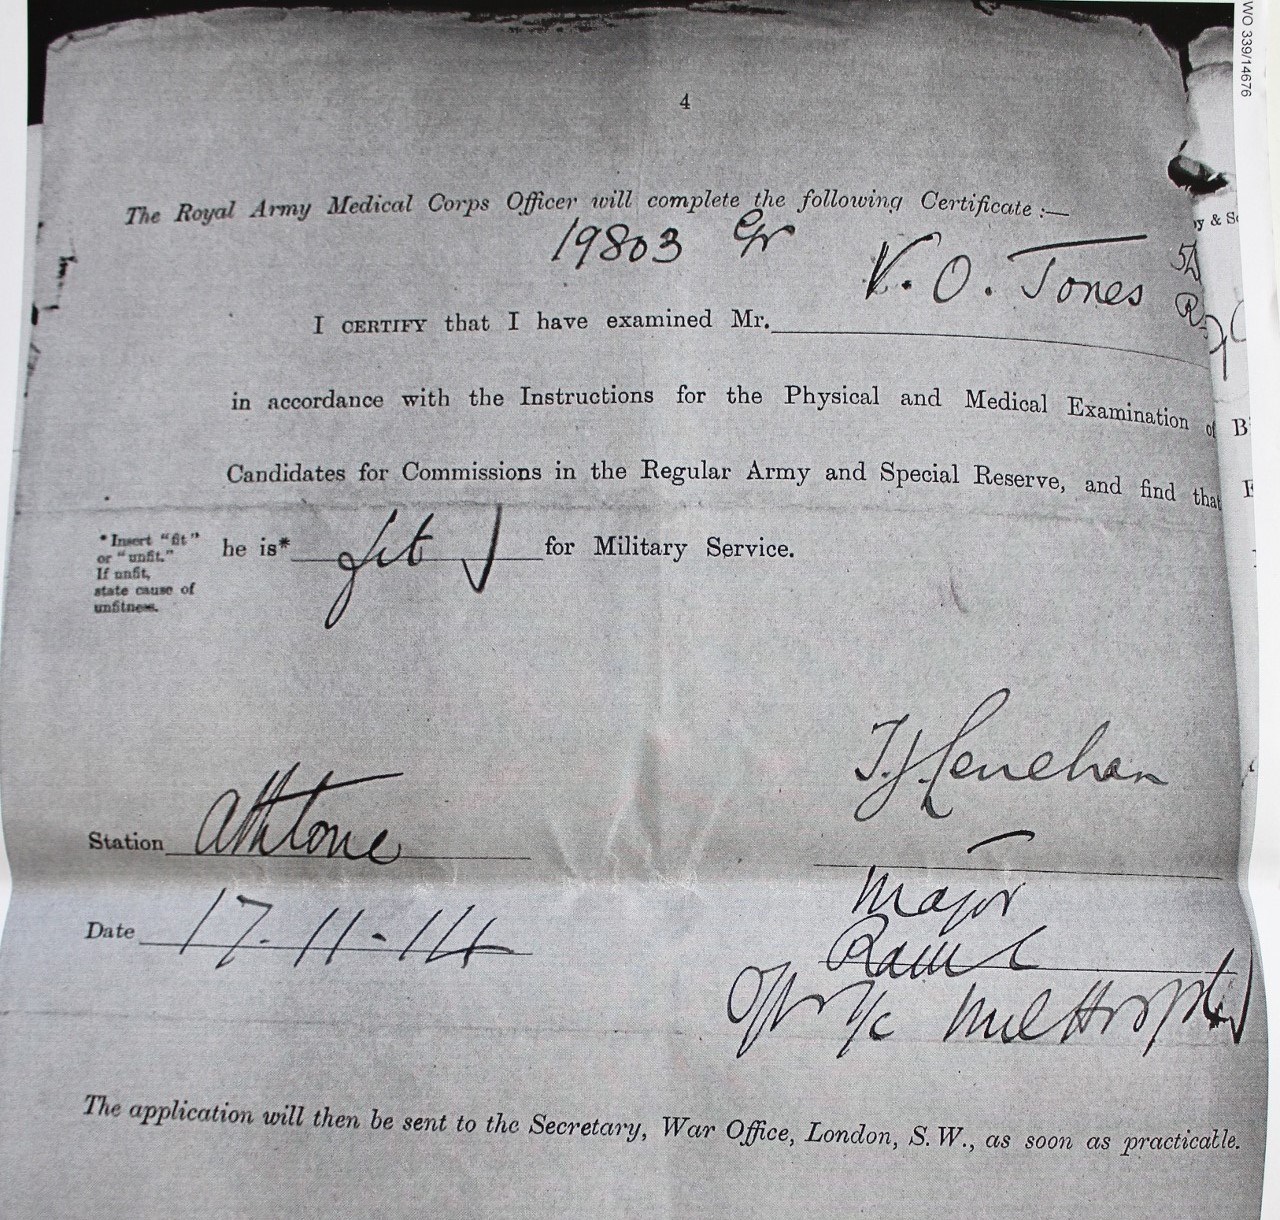 WO 339/14676
4
The Royal Army Medical Corps Officer will complete the following Certificate :—
19803 Gr V. O. Jones
I CERTIFY that I have examined Mr.
in accordance with the Instructions for the Physical and Medical Examination of
Candidates for Commissions in the Regular Army and Special Reserve, and find that
he is* fit for Military Service.
* Insert "fit"
or "unfit."
If unfit,
state cause of
unfitness.
T.J. Lenehan
Station Athlone
Major
Date 17-11-14
RAMC
Offr i/c Mil Hospital
The application will then be sent to the Secretary, War Office, London, S.W., as soon as practicable.